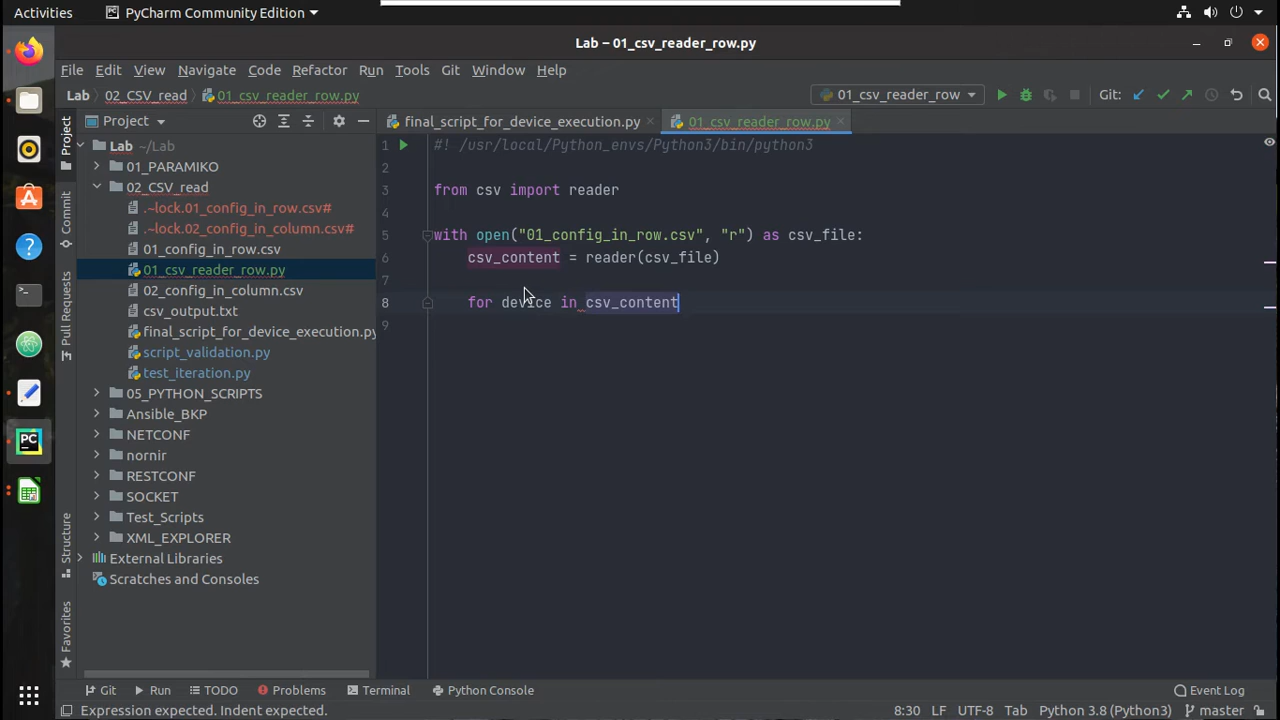 Activities PyCharm Community Edition
Lab – 01_csv_reader_row.py
File Edit View Navigate Code Refactor Run Tools Git Window Help
Lab 02_CSV_read 01_csv_reader_row.py 01_csv_reader_row Git:
Project Project final_script_for_device_execution.py 01_csv_reader_row.py
Lab ~/Lab
01_PARAMIKO
02_CSV_read
.~lock.01_config_in_row.csv#
.~lock.02_config_in_column.csv#
01_config_in_row.csv
01_csv_reader_row.py
02_config_in_column.csv
csv_output.txt
final_script_for_device_execution.py
script_validation.py
test_iteration.py
05_PYTHON_SCRIPTS
Ansible_BKP
NETCONF
nornir
RESTCONF
SOCKET
Test_Scripts
XML_EXPLORER
External Libraries
Scratches and Consoles
Commit
Pull Requests
Structure
Favorites
1 #! /usr/local/Python_envs/Python3/bin/python3
2
3 from csv import reader
4
5 with open("01_config_in_row.csv", "r") as csv_file:
6 csv_content = reader(csv_file)
7
8 for device in csv_content
9
Git Run TODO Problems Terminal Python Console Event Log
Expression expected. Indent expected. 8:30 LF UTF-8 Tab Python 3.8 (Python3) master
PC